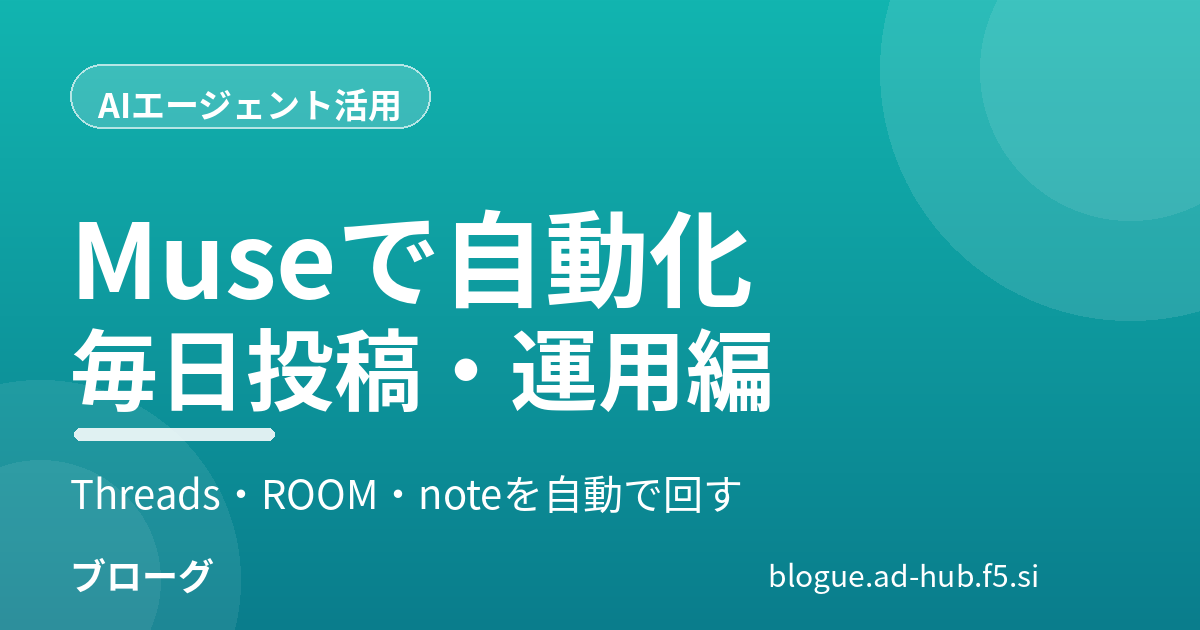 AIエージェント活用
Museで自動化
毎日投稿・運用編
Threads・ROOM・noteを自動で回す
ブローグ
blogue.ad-hub.f5.si